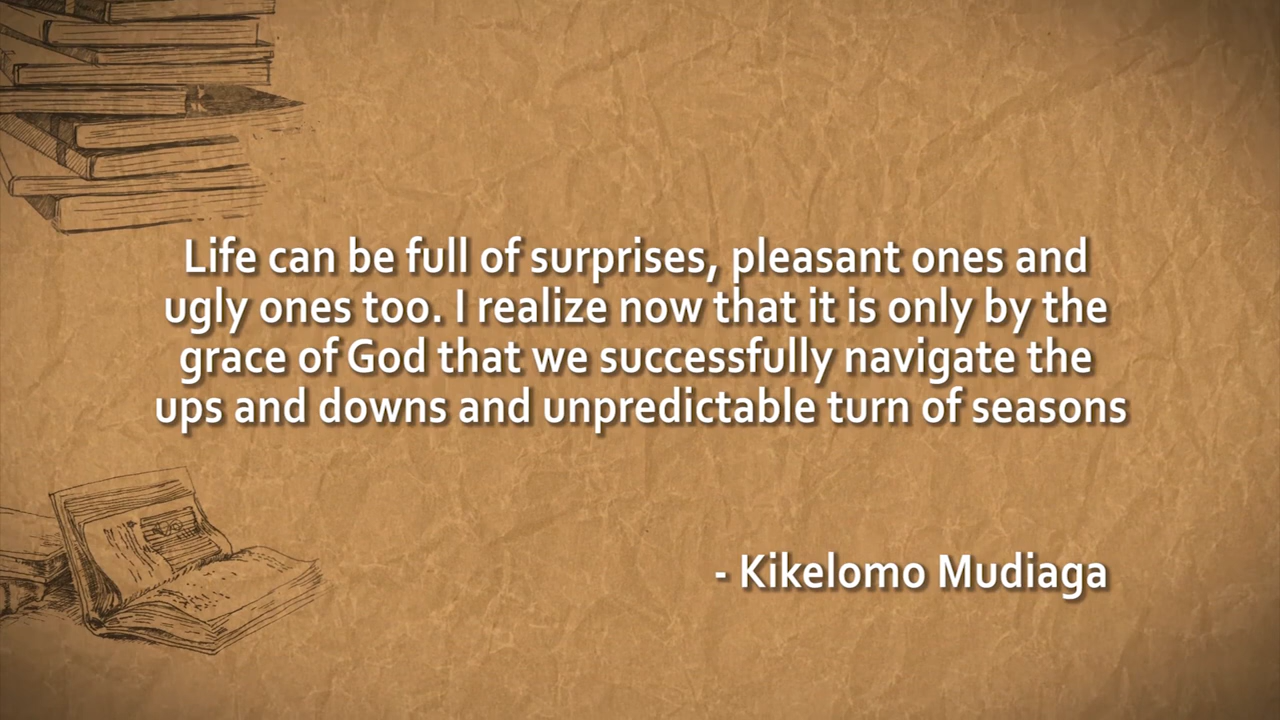 Life can be full of surprises, pleasant ones and
ugly ones too. I realize now that it is only by the
grace of God that we successfully navigate the
ups and downs and unpredictable turn of seasons
- Kikelomo Mudiaga